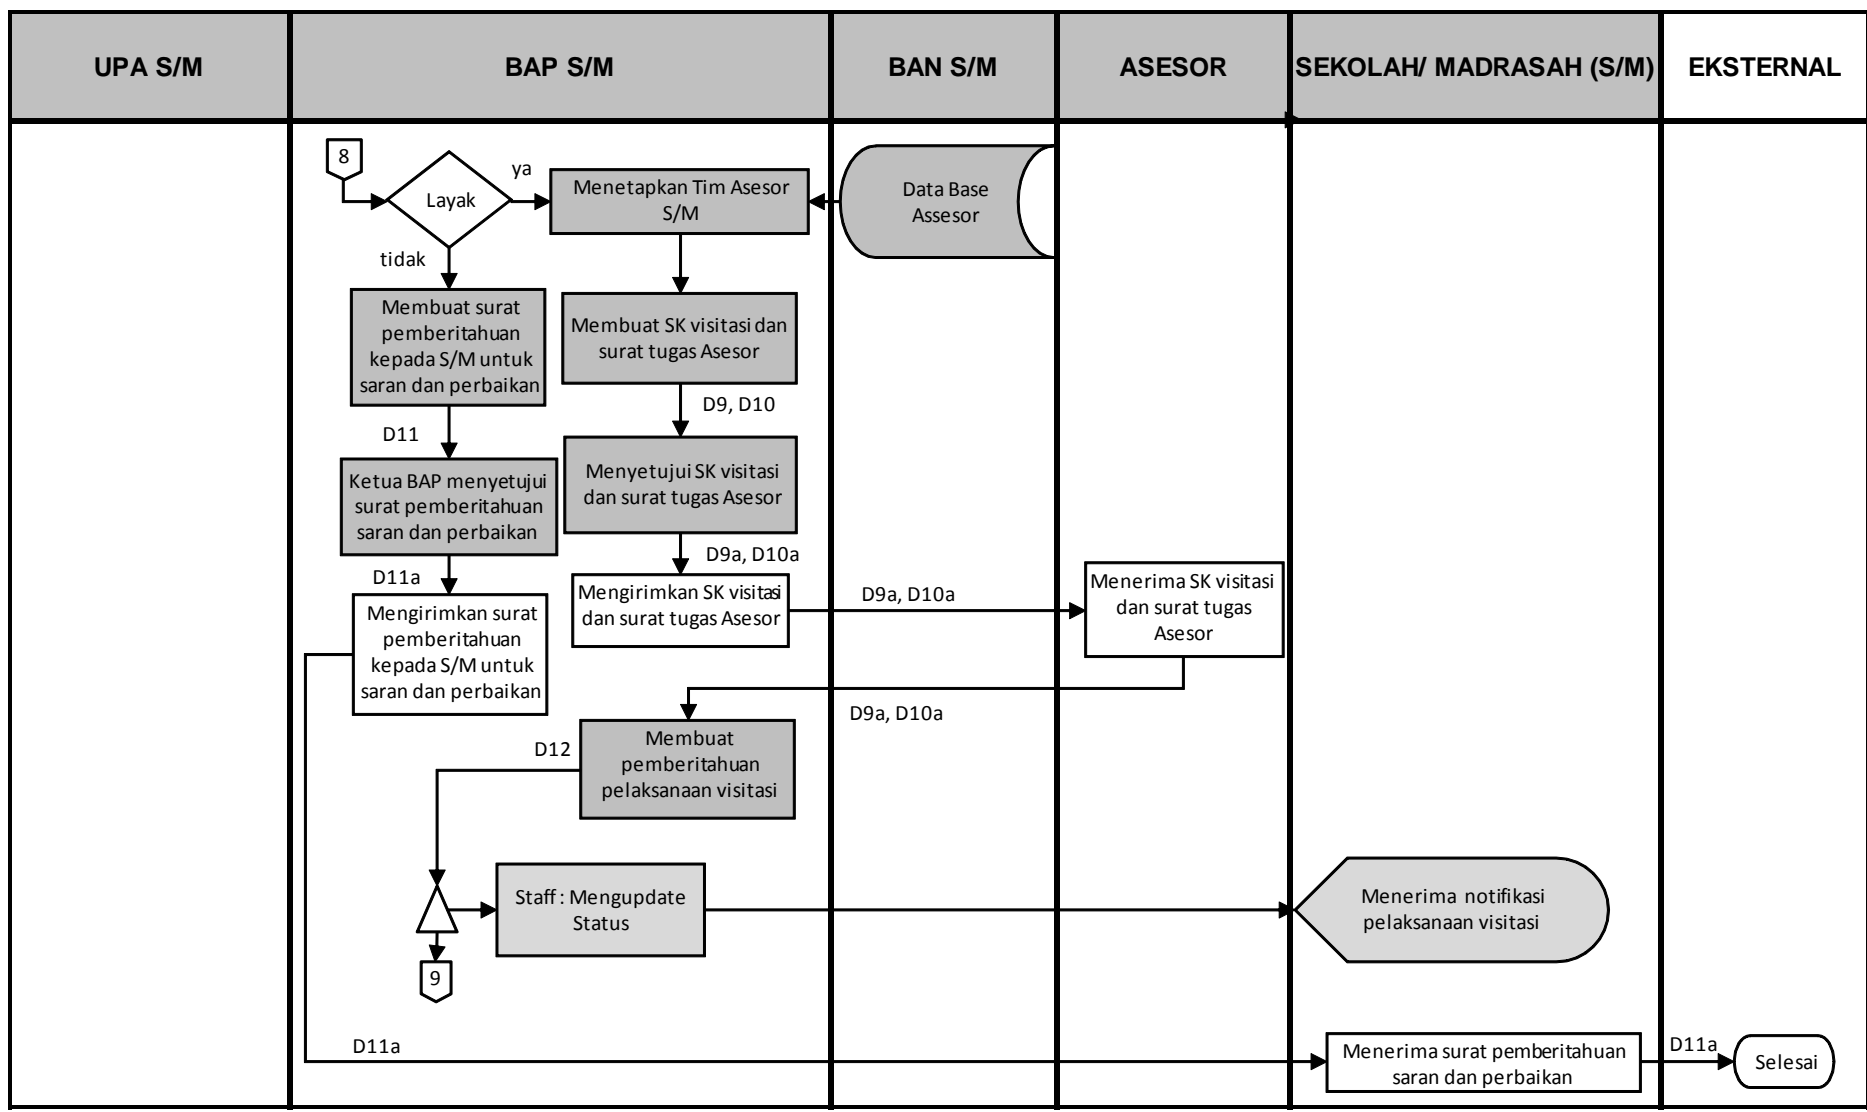 UPA S/M
BAP S/M
BAN S/M
ASESOR
SEKOLAH/ MADRASAH (S/M)
EKSTERNAL
8
Layak
ya
tidak
Menetapkan Tim Asesor
S/M
Data Base
Assesor
Membuat surat
pemberitahuan
kepada S/M untuk
saran dan perbaikan
Membuat SK visitasi dan
surat tugas Asesor
D11
D9, D10
Ketua BAP menyetujui
surat pemberitahuan
saran dan perbaikan
Menyetujui SK visitasi
dan surat tugas Asesor
D11a
D9a, D10a
Mengirimkan surat
pemberitahuan
kepada S/M untuk
saran dan perbaikan
Mengirimkan SK visitasi
dan surat tugas Asesor
D9a, D10a
Menerima SK visitasi
dan surat tugas
Asesor
D9a, D10a
D12
Membuat
pemberitahuan
pelaksanaan visitasi
Staff : Mengupdate
Status
Menerima notifikasi
pelaksanaan visitasi
9
D11a
Menerima surat pemberitahuan
saran dan perbaikan
D11a
Selesai